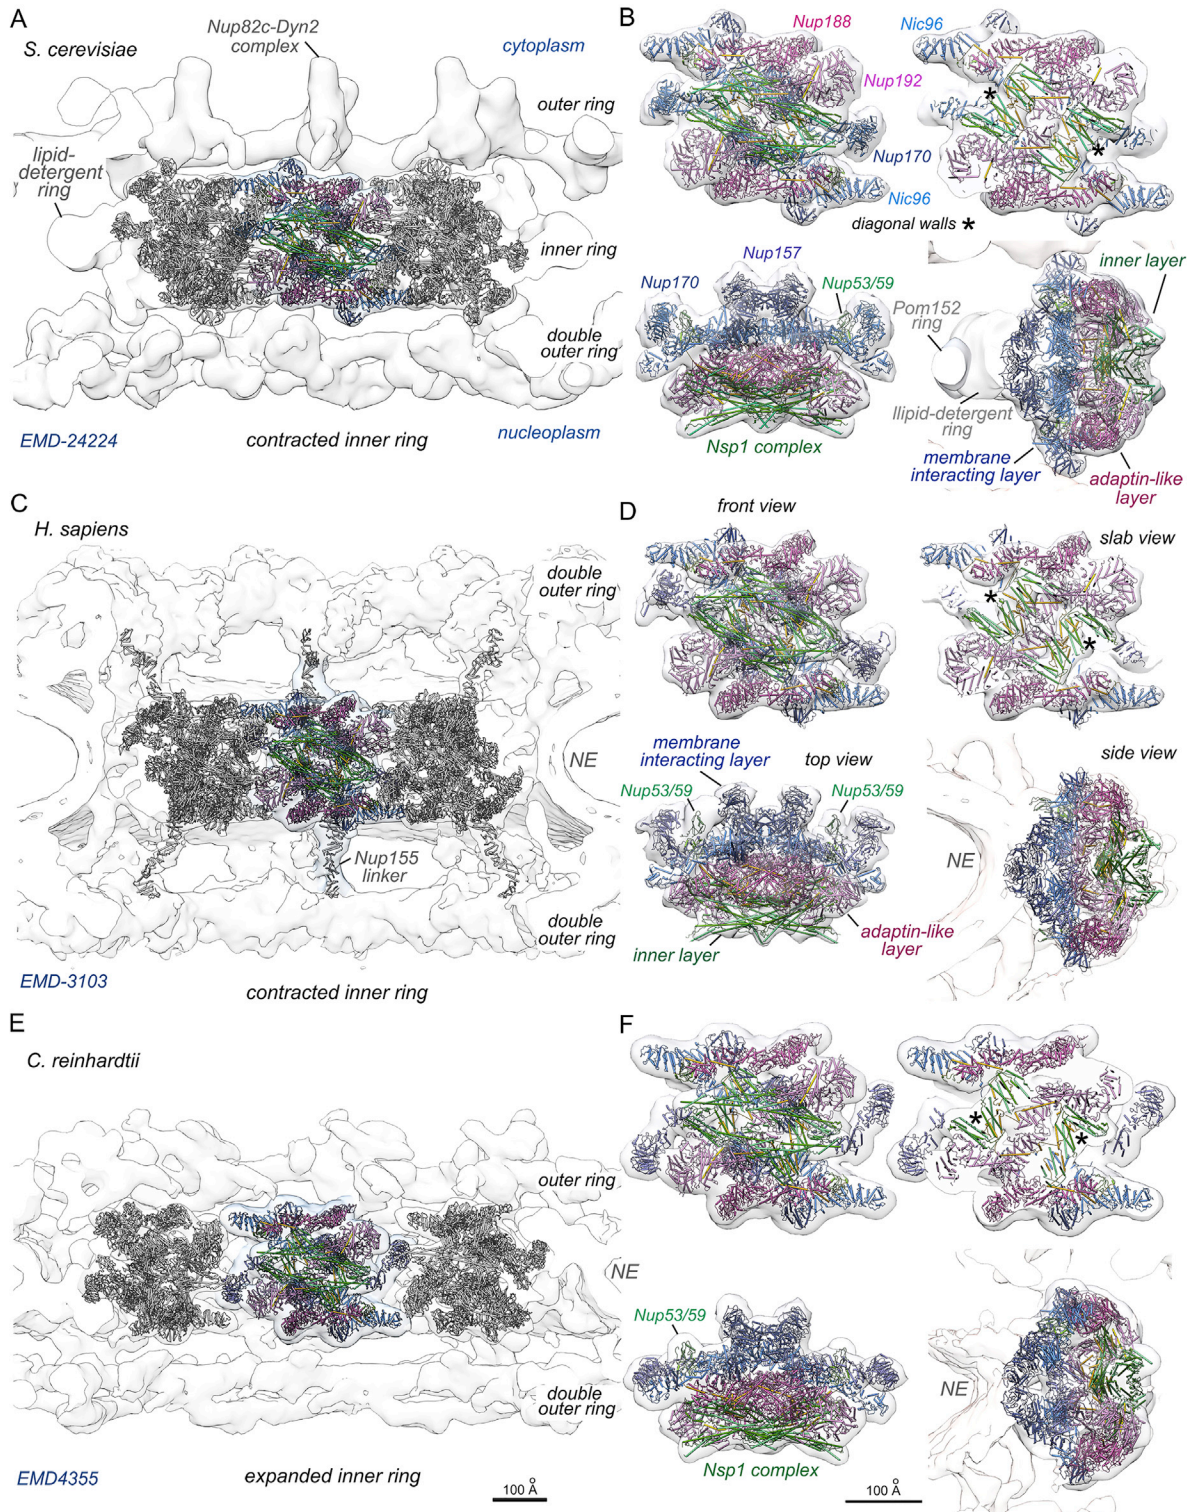 A
S. cerevisiae
Nup82c-Dyn2
complex
cytoplasm
outer ring
lipid-
detergent
ring
inner ring
double
outer ring
EMD-24224
contracted inner ring
nucleoplasm
B
Nup188
Nic96
Nup192
*
*
Nup170
Nic96
diagonal walls *
Nup157
Nup170
Nup53/59
inner layer
Pom152
ring
Ilipid-detergent
ring
Nsp1 complex
membrane
interacting layer
adaptin-like
layer
C
H. sapiens
double
outer ring
NE
Nup155
linker
double
outer ring
EMD-3103
contracted inner ring
D
front view
slab view
*
*
membrane
interacting layer
top view
side view
Nup53/59
Nup53/59
NE
adaptin-like
layer
inner layer
E
C. reinhardtii
outer ring
NE
double
outer ring
EMD4355
expanded inner ring
100 Å
F
*
*
Nup53/59
NE
Nsp1 complex
100 Å